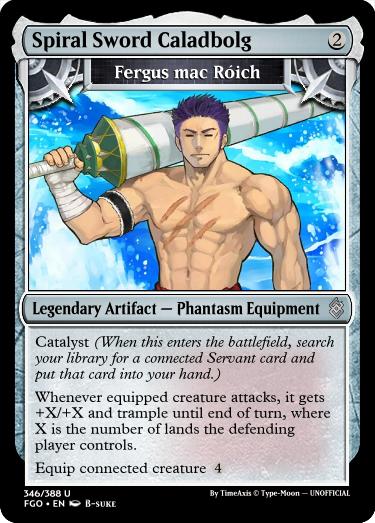 Spiral Sword Caladbolg 2
Fergus mac Róich
Legendary Artifact — Phantasm Equipment
Catalyst (When this enters the battlefield, search
your library for a connected Servant card and
put that card into your hand.)
Whenever equipped creature attacks, it gets
+X/+X and trample until end of turn, where
X is the number of lands the defending
player controls.
Equip connected creature 4
346/388 U
FGO • EN B-SUKE
By TimeAxis © Type-Moon — UNOFFICIAL